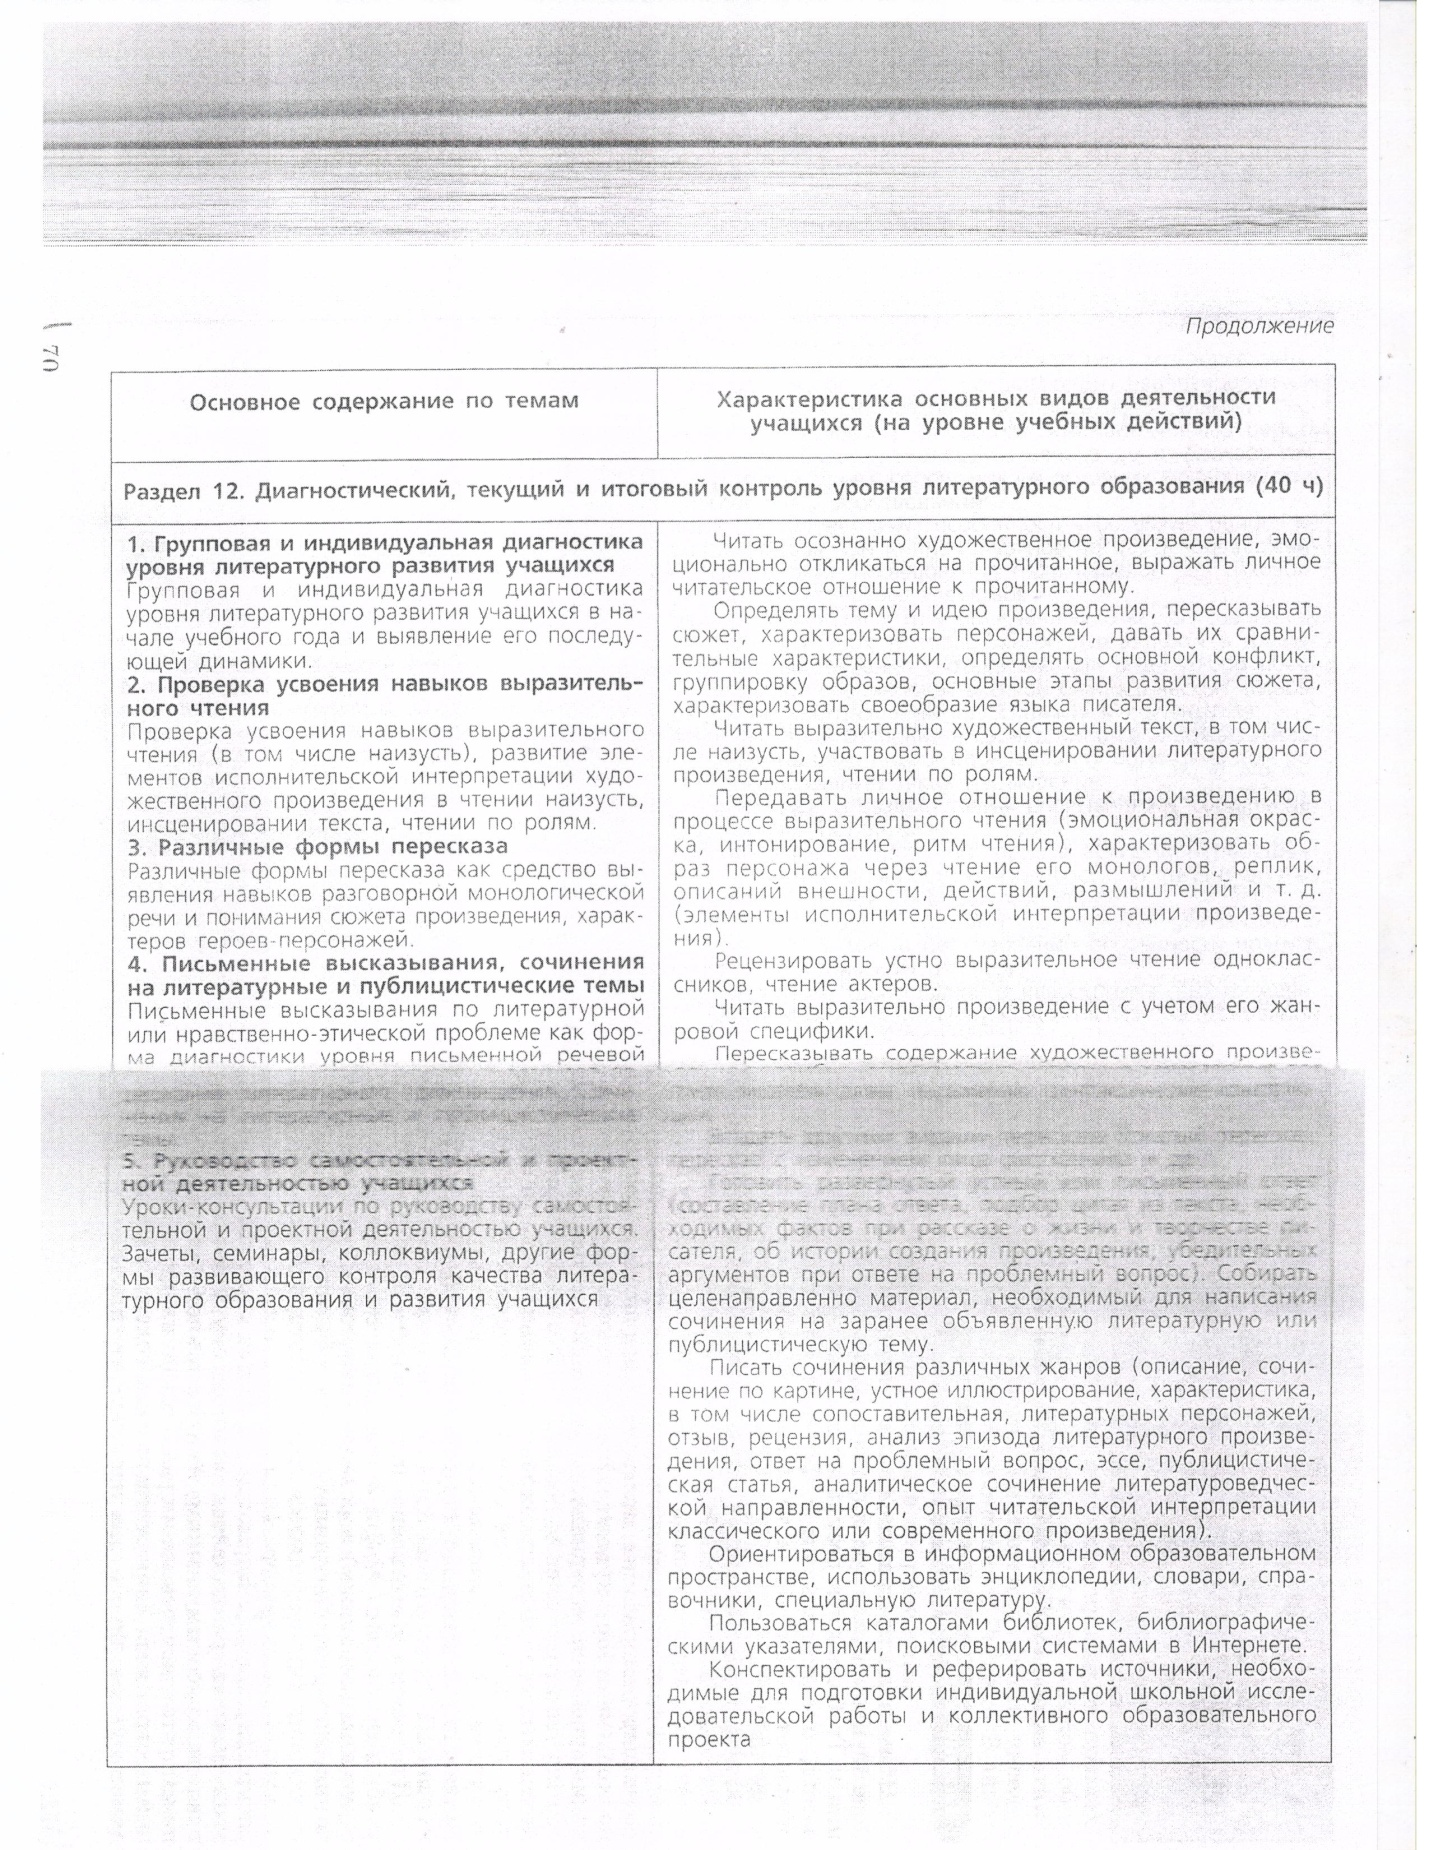 Продолжение
70
Основное содержание по темам
Характеристика основных видов деятельности
учащихся (на уровне учебных действий)
Раздел 12. Диагностический, текущий и итоговый контроль уровня литературного образования (40 ч)
1. Групповая и индивидуальная диагностика
уровня литературного развития учащихся
Групповая и индивидуальная диагностика
уровня литературного развития учащихся в на-
чале учебного года и выявление его последу-
ющей динамики.
2. Проверка усвоения навыков выразитель-
ного чтения
Проверка усвоения навыков выразительного
чтения (в том числе наизусть), развитие эле-
ментов исполнительской интерпретации худо-
жественного произведения в чтении наизусть,
инсценировании текста, чтении по ролям.
3. Различные формы пересказа
Различные формы пересказа как средство вы-
явления навыков разговорной монологической
речи и понимания сюжета произведения, харак-
теров героев-персонажей.
4. Письменные высказывания, сочинения
на литературные и публицистические темы
Письменные высказывания по литературной
или нравственно-этической проблеме как фор-
ма диагностики уровня письменной речевой
на литературные и публицистические
темы.
5. Руководство самостоятельной и проект-
ной деятельностью учащихся
Уроки-консультации по руководству самостоя-
тельной и проектной деятельностью учащихся.
Зачеты, семинары, коллоквиумы, другие фор-
мы развивающего контроля качества литера-
турного образования и развития учащихся
Читать осознанно художественное произведение, эмо-
ционально откликаться на прочитанное, выражать личное
читательское отношение к прочитанному.
Определять тему и идею произведения, пересказывать
сюжет, характеризовать персонажей, давать их сравни-
тельные характеристики, определять основной конфликт,
группировку образов, основные этапы развития сюжета,
характеризовать своеобразие языка писателя.
Читать выразительно художественный текст, в том чис-
ле наизусть, участвовать в инсценировании литературного
произведения, чтении по ролям.
Передавать личное отношение к произведению в
процессе выразительного чтения (эмоциональная окрас-
ка, интонирование, ритм чтения), характеризовать об-
раз персонажа через чтение его монологов, реплик,
описаний внешности, действий, размышлений и т. д.
(элементы исполнительской интерпретации произведе-
ния).
Рецензировать устно выразительное чтение однокласс-
сников, чтение актеров.
Читать выразительно произведение с учетом его жан-
ровой специфики.
Пересказывать содержание художественного произве-
Владеть другими видами пересказа
пересказ с изменением лица рассказчика и др.
Готовить развернутый устный или письменный ответ
(составление плана ответа, подбор цитат из текста, необ-
ходимых фактов при рассказе о жизни и творчестве пи-
сателя, об истории создания произведения, убедительных
аргументов при ответе на проблемный вопрос). Собирать
целенаправленно материал, необходимый для написания
сочинения на заранее объявленную литературную или
публицистическую тему.
Писать сочинения различных жанров (описание, сочи-
нение по картине, устное иллюстрирование, характеристика,
в том числе сопоставительная, литературных персонажей,
отзыв, рецензия, анализ эпизода литературного произве-
дения, ответ на проблемный вопрос, эссе, публицистиче-
ская статья, аналитическое сочинение литературоведчес-
кой направленности, опыт читательской интерпретации
классического или современного произведения).
Ориентироваться в информационном образовательном
пространстве, использовать энциклопедии, словари, спра-
вочники, специальную литературу.
Пользоваться каталогами библиотек, библиографиче-
скими указателями, поисковыми системами в Интернете.
Конспектировать и реферировать источники, необхо-
димые для подготовки индивидуальной школьной иссле-
довательской работы и коллективного образовательного
проекта